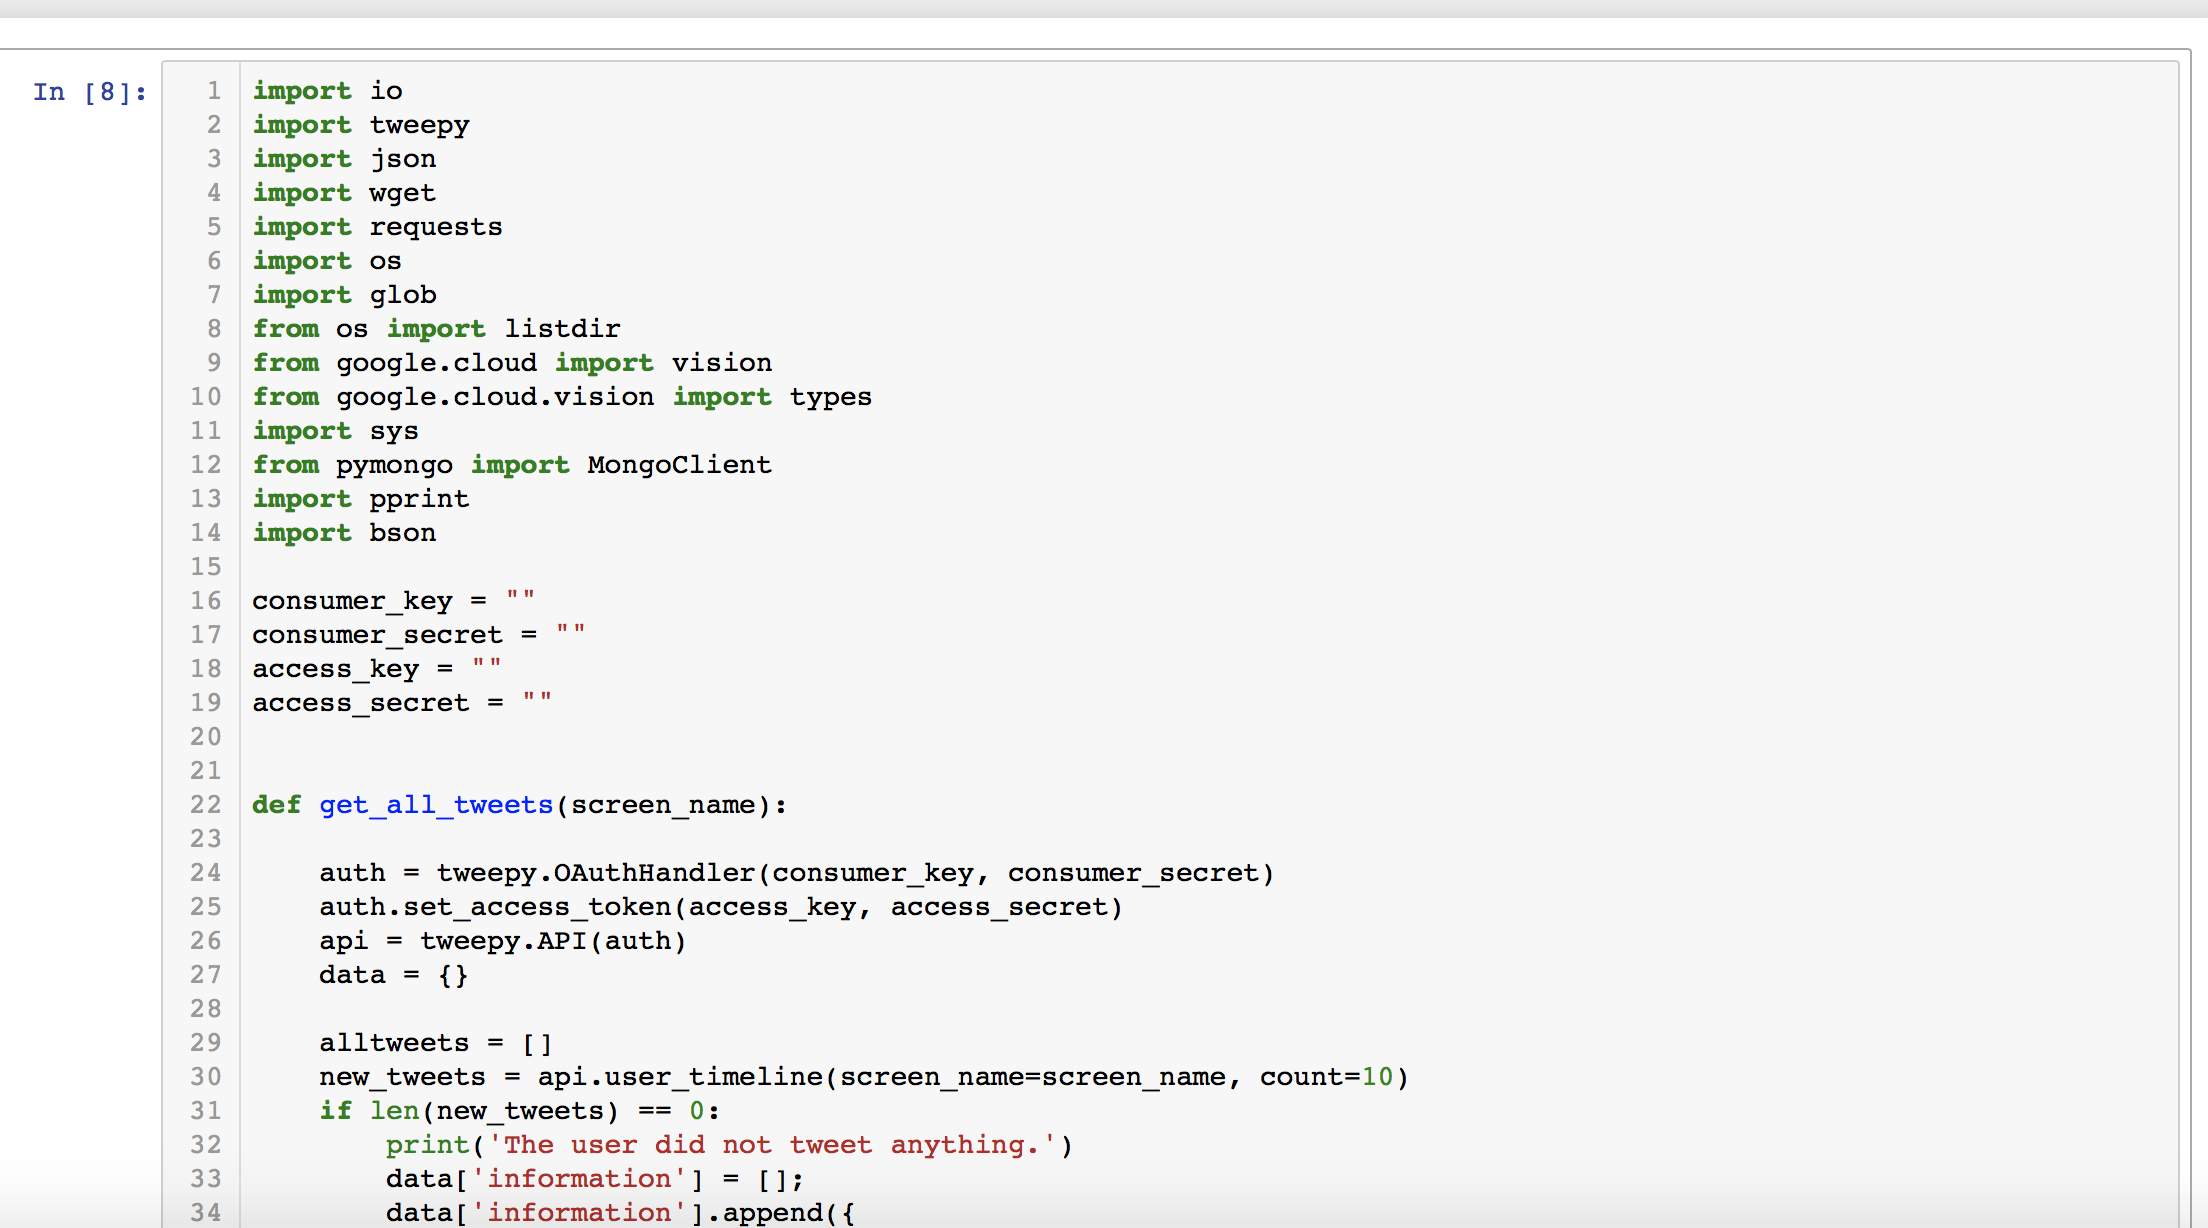 In [8]:
1 import io
2 import tweepy
3 import json
4 import wget
5 import requests
6 import os
7 import glob
8 from os import listdir
9 from google.cloud import vision
10 from google.cloud.vision import types
11 import sys
12 from pymongo import MongoClient
13 import pprint
14 import bson
15
16 consumer_key = ""
17 consumer_secret = ""
18 access_key = ""
19 access_secret = ""
20
21
22 def get_all_tweets(screen_name):
23
24     auth = tweepy.OAuthHandler(consumer_key, consumer_secret)
25     auth.set_access_token(access_key, access_secret)
26     api = tweepy.API(auth)
27     data = {}
28
29     alltweets = []
30     new_tweets = api.user_timeline(screen_name=screen_name, count=10)
31     if len(new_tweets) == 0:
32         print('The user did not tweet anything.')
33         data['information'] = [];
34         data['information'].append({